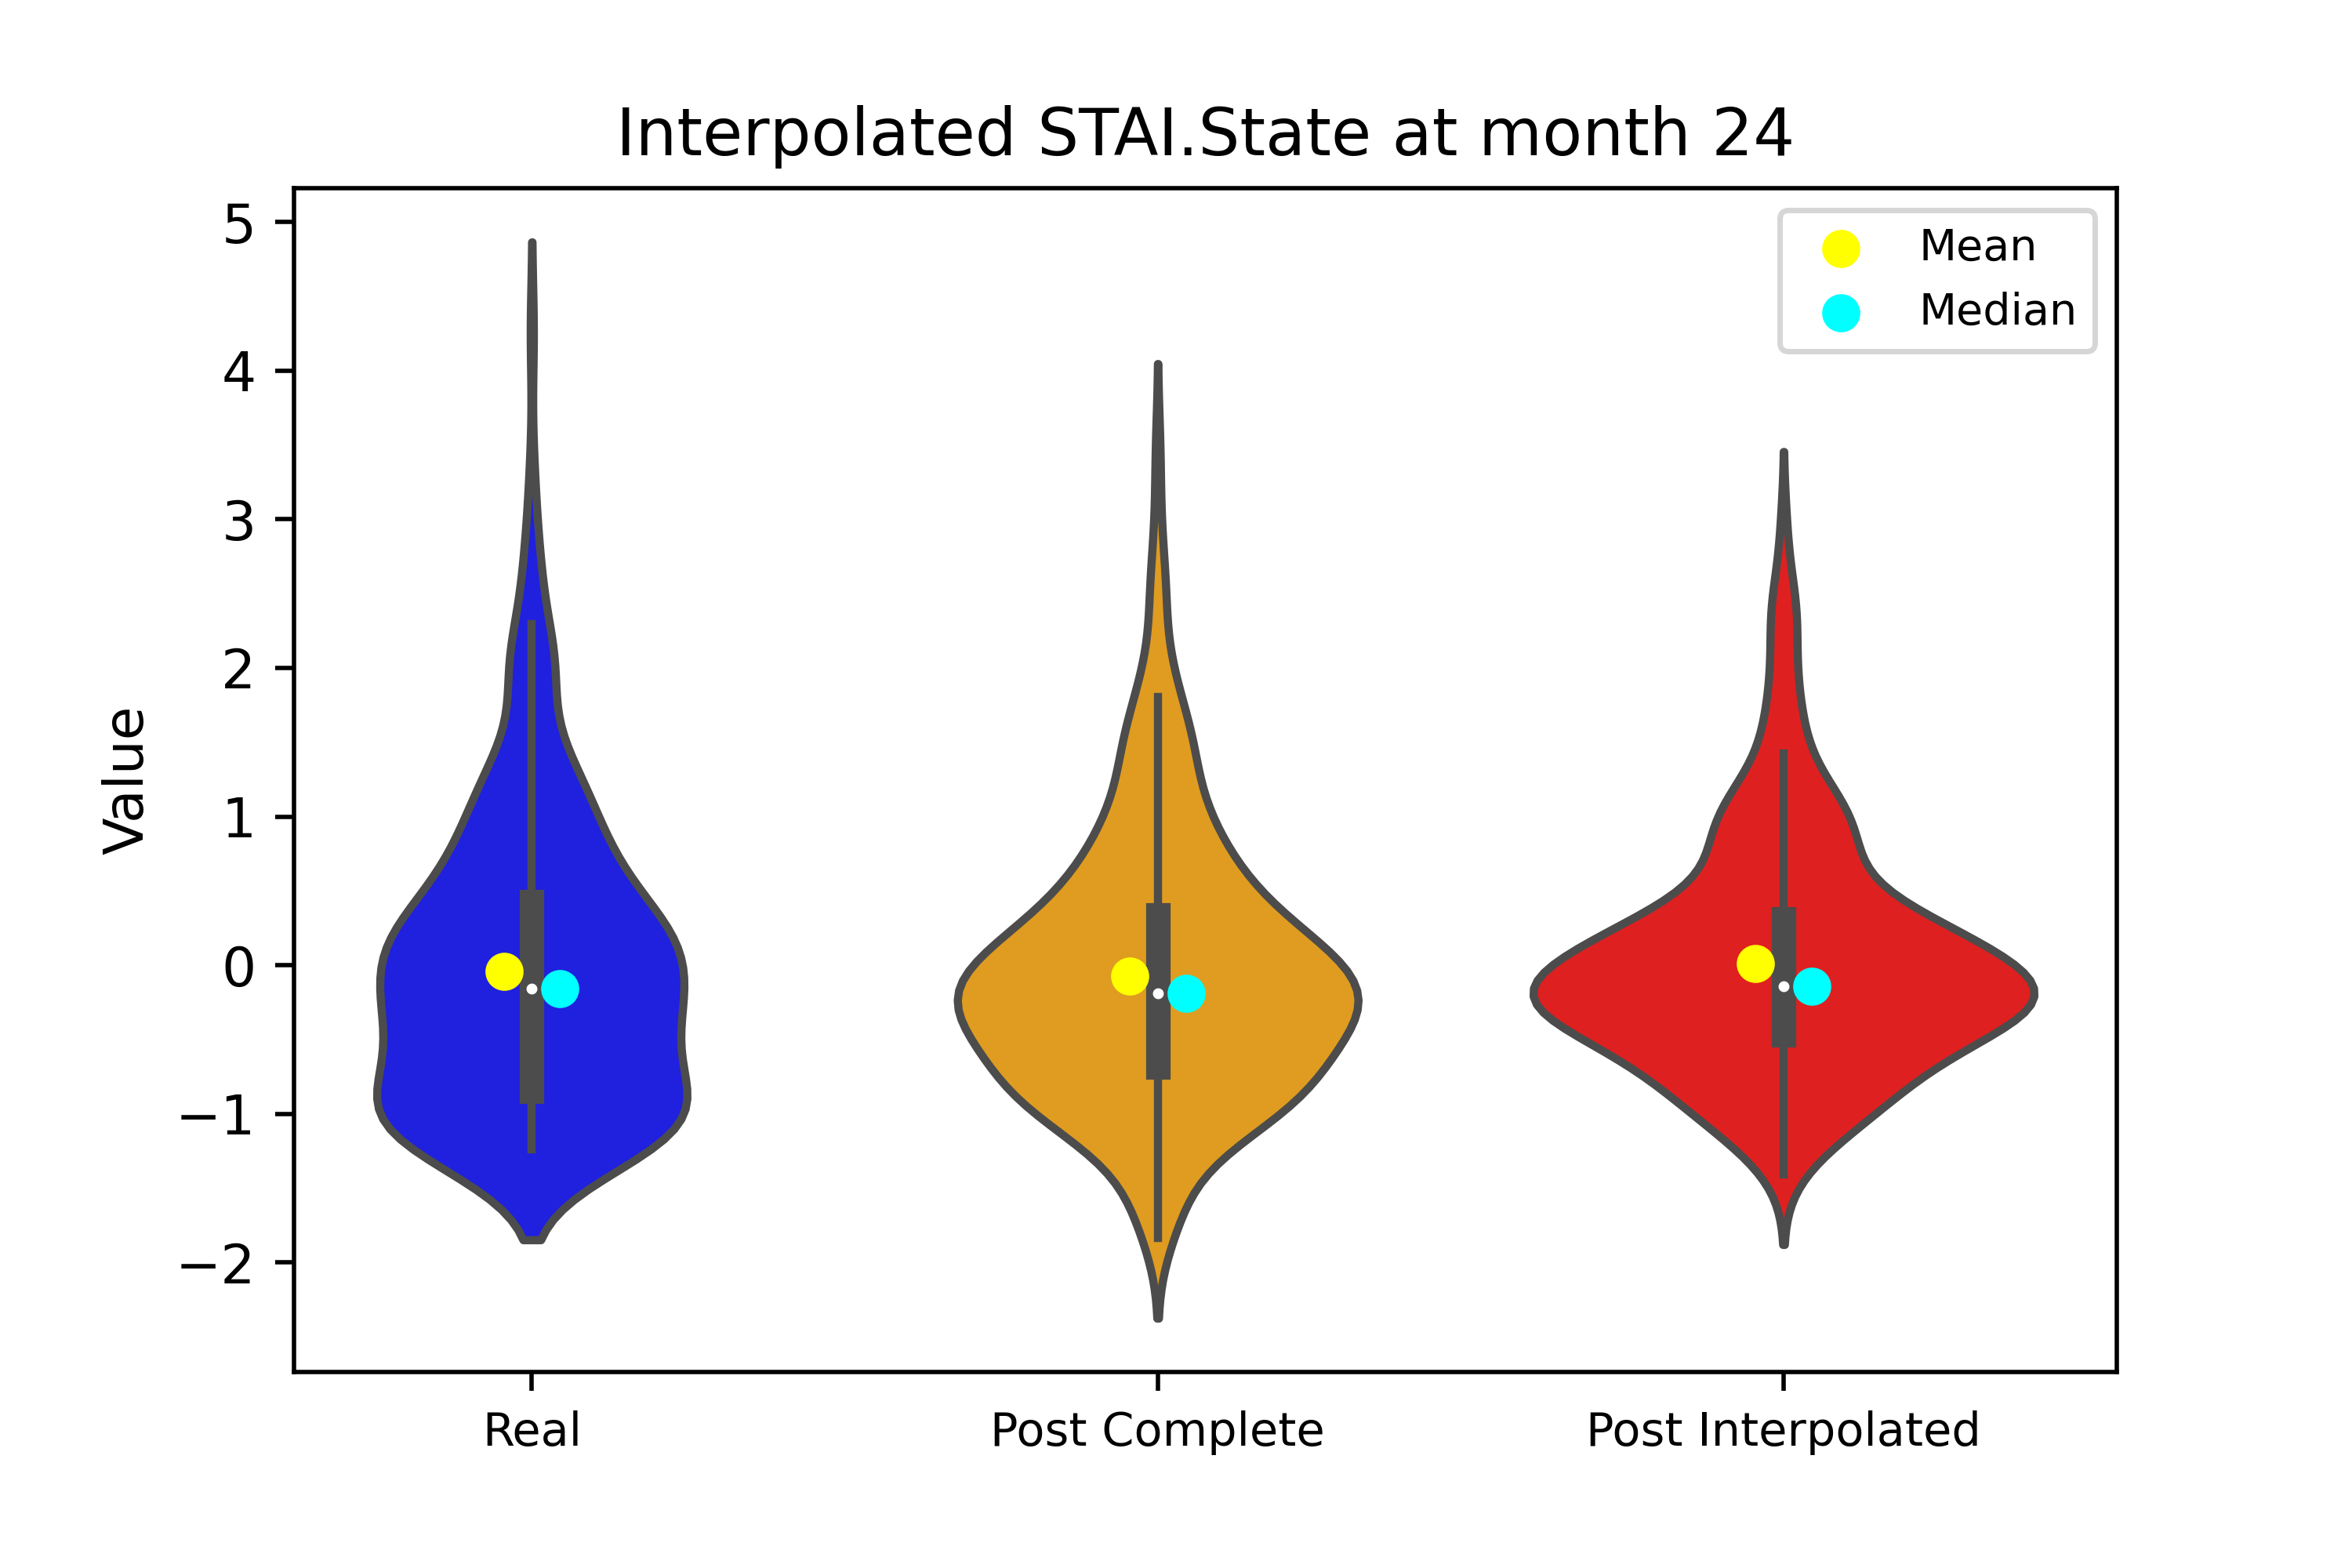 Interpolated STAI.State at month 24
5
4
3
2
1
0
−1
−2
Value
Mean
Median
Real
Post Complete
Post Interpolated